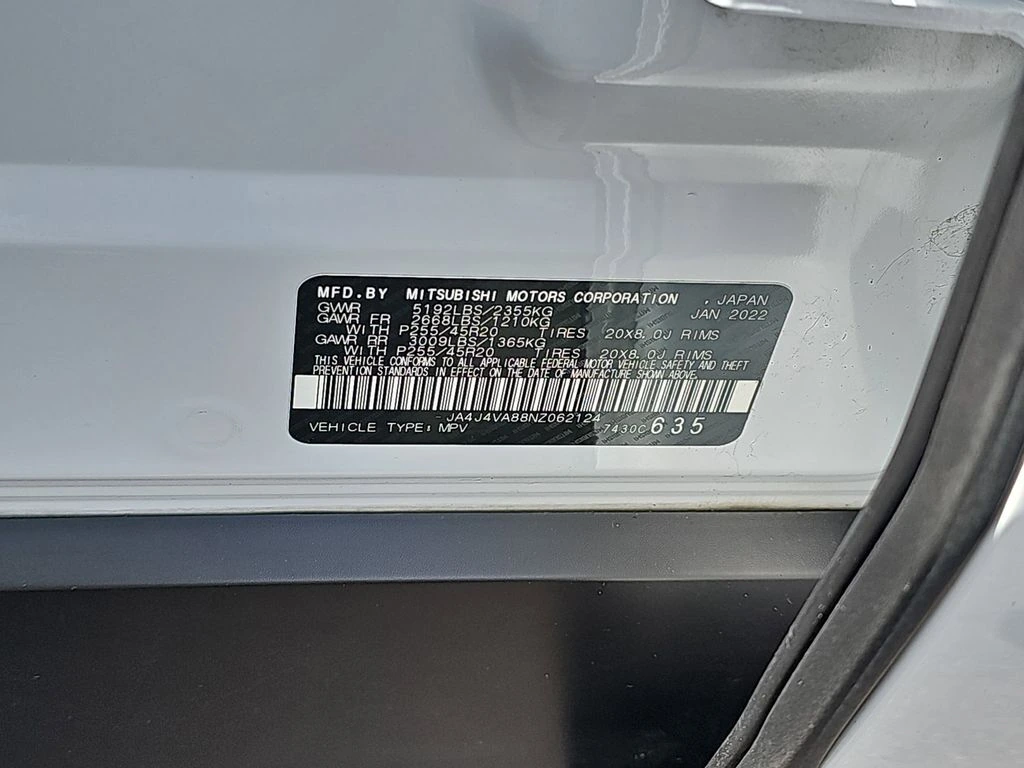 MFD.BY MITSUBISHI MOTORS CORPORATION , JAPAN
GVWR 5192LBS/2355KG JAN 2022
GAWR FR 2668LBS/1210KG
WITH P255/45R20 TIRES 20X8.0J RIMS
GAWR RR 3009LBS/1365KG
WITH P255/45R20 TIRES 20X8.0J RIMS
THIS VEHICLE CONFORMS TO ALL APPLICABLE FEDERAL MOTOR VEHICLE SAFETY AND THEFT
PREVENTION STANDARDS IN EFFECT ON THE DATE OF MANUFACTURE SHOWN ABOVE.
JA4J4VA88NZ062124
VEHICLE TYPE: MPV 7430C 635